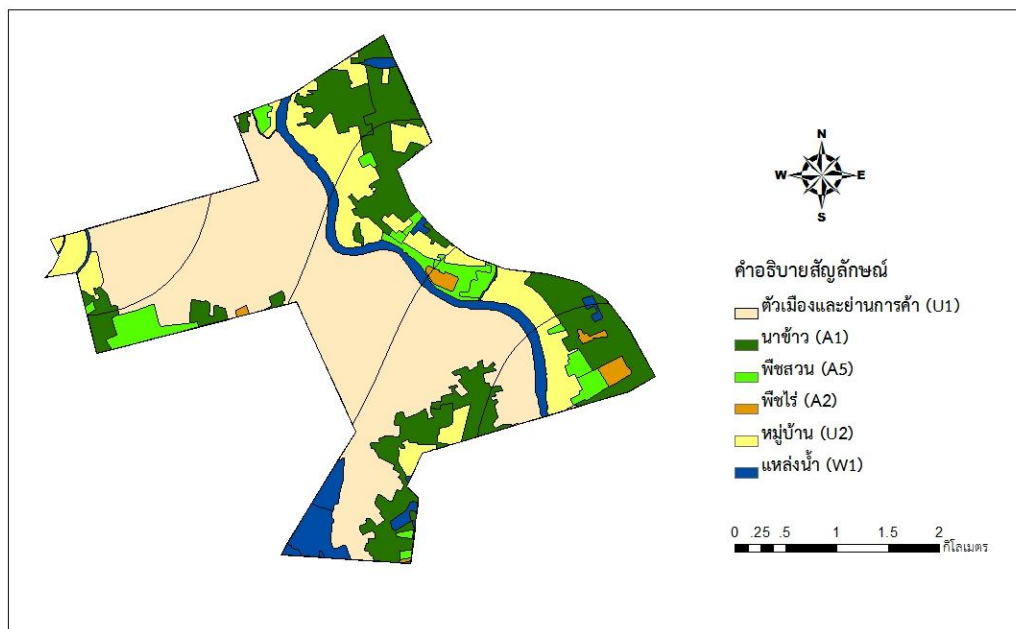 N
W E
S
คำอธิบายสัญลักษณ์
ตัวเมืองและย่านการค้า (U1)
นาข้าว (A1)
พืชสวน (A5)
พืชไร่ (A2)
หมู่บ้าน (U2)
แหล่งน้ำ (W1)
0 .25 .5 1 1.5 2
กิโลเมตร